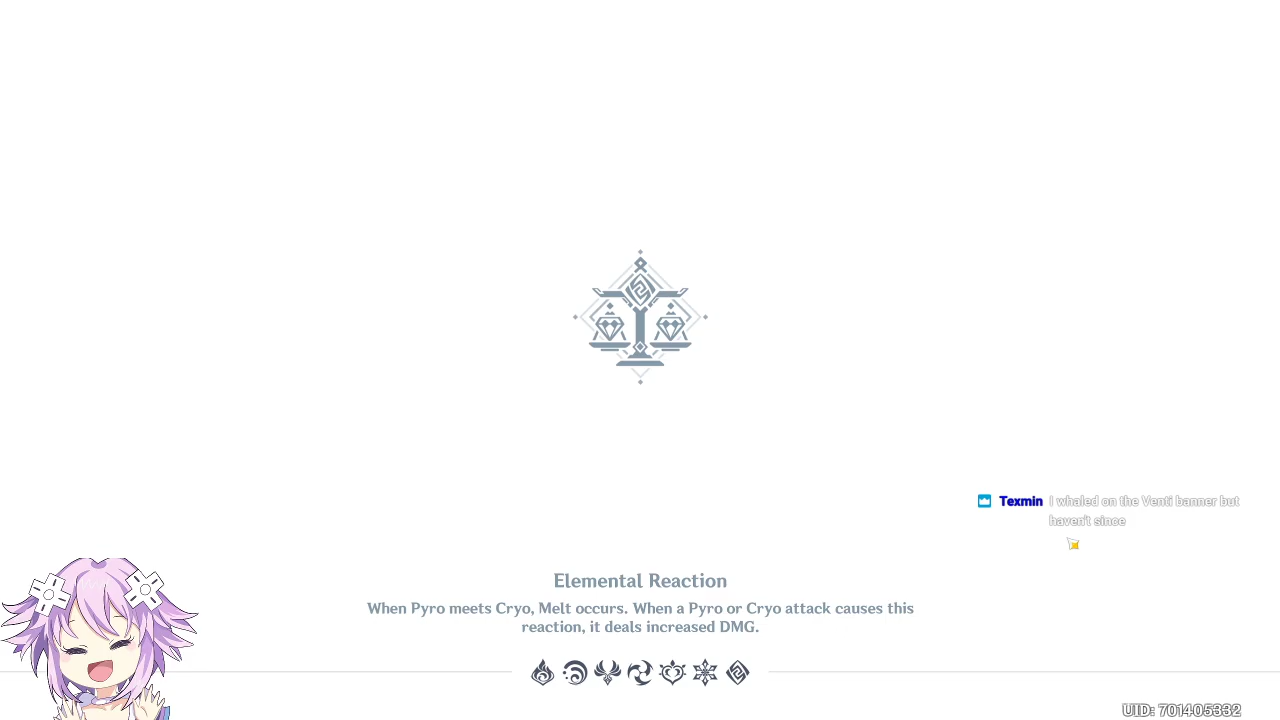 Texmin I whaled on the Venti banner but
haven't since
Elemental Reaction
When Pyro meets Cryo, Melt occurs. When a Pyro or Cryo attack causes this
reaction, it deals increased DMG.
UID: 701405332